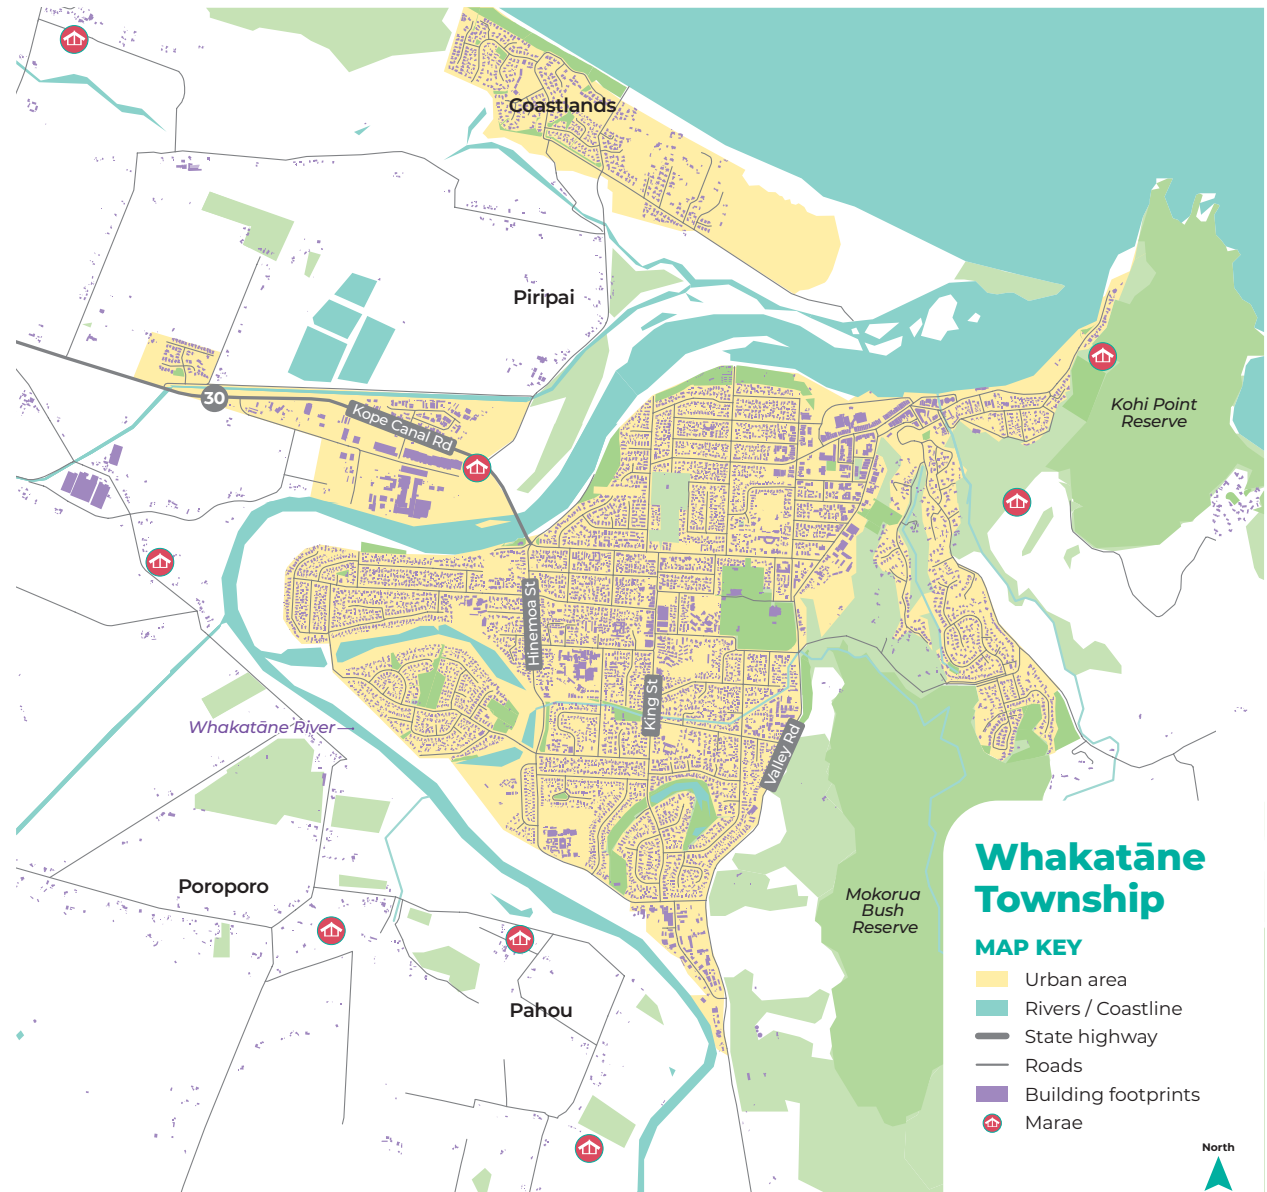 Coastlands
Piripai
30
Kope Canal Rd
Kohi Point
Reserve
Hinemoa St
King St
Valley Rd
Whakatāne River
Poroporo
Pahou
Mokorua
Bush
Reserve
Whakatāne
Township
MAP KEY
Urban area
Rivers / Coastline
State highway
Roads
Building footprints
Marae
North